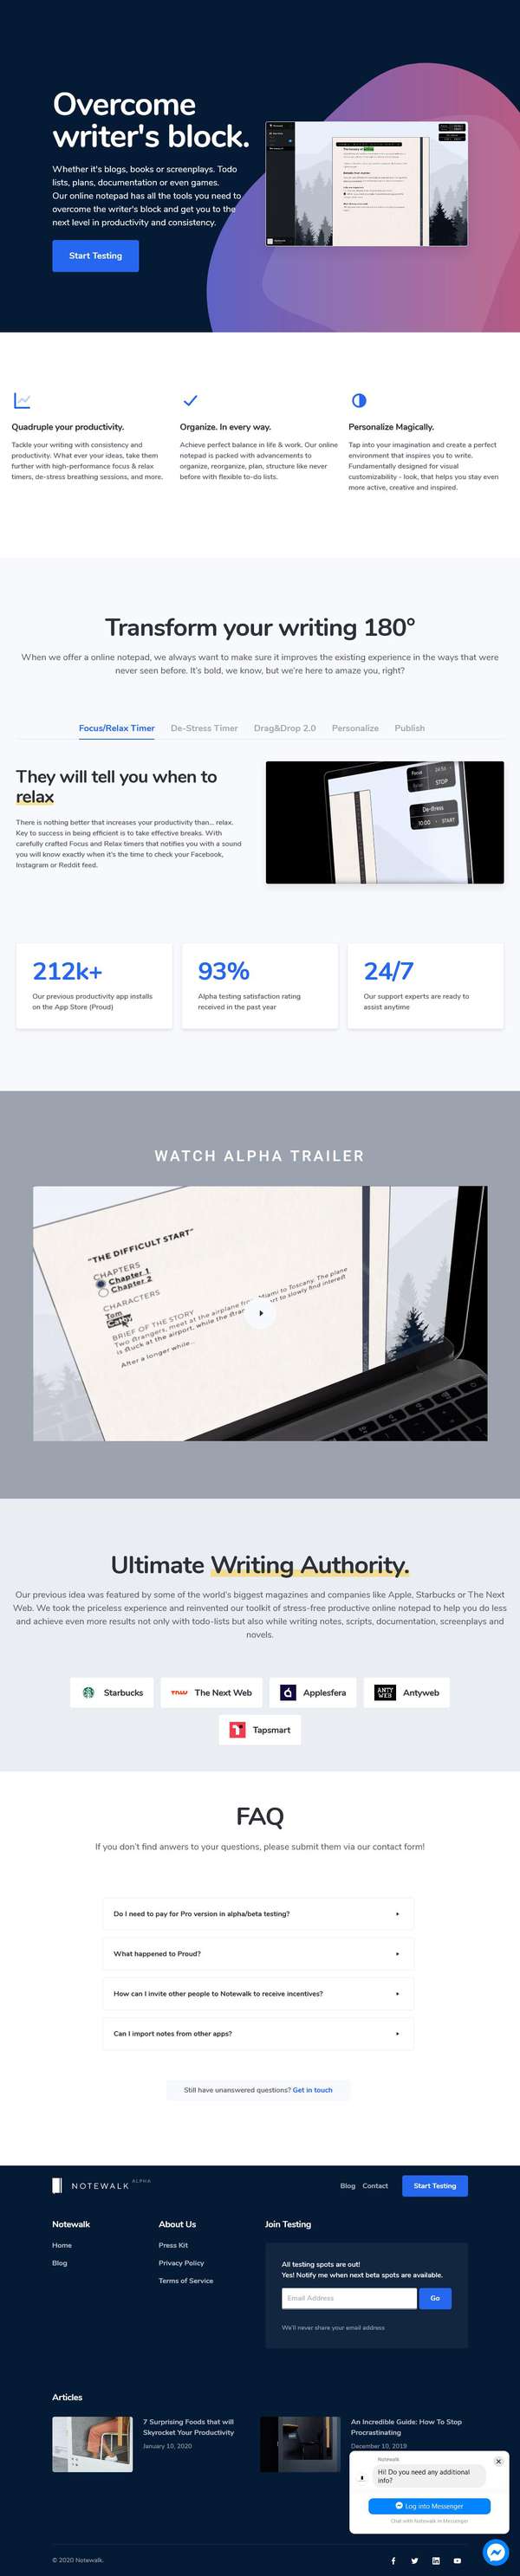 Overcome
writer's block.
Whether it's blogs, books or screenplays. Todo
lists, plans, documentation or even games.
Our online notepad has all the tools you need to
overcome the writer's block and get you to the
next level in productivity and consistency.
Start Testing
Quadruple your productivity.
Tackle your writing with consistency and
productivity. What ever your ideas, take them
further with high-performance focus & relax
timers, de-stress breathing sessions, and more.
Organize. In every way.
Achieve perfect balance in life & work. Our online
notepad is packed with advancements to
organize, reorganize, plan, structure like never
before with flexible to-do lists.
Personalize Magically.
Tap into your imagination and create a perfect
environment that inspires you to write.
Fundamentally designed for visual
customizability - look, that helps you stay even
more active, creative and inspired.
Transform your writing 180°
When we offer a online notepad, we always want to make sure it improves the existing experience in the ways that were
never seen before. It's bold, we know, but we're here to amaze you, right?
Focus/Relax Timer De-Stress Timer Drag&Drop 2.0 Personalize Publish
They will tell you when to
relax
There is nothing better that increases your productivity than... relax.
Key to success in being efficient is to take effective breaks. With
carefully crafted Focus and Relax timers that notifies you with a sound
you will know exactly when it's the time to check your Facebook,
Instagram or Reddit feed.
Focus
STOP
De-stress
10:00 START
212k+
Our previous productivity app installs
on the App Store (Proud)
93%
Alpha testing satisfaction rating
received in the past year
24/7
Our support experts are ready to
assist anytime
WATCH ALPHA TRAILER
"THE DIFFICULT START"
CHAPTERS
Chapter 1
Chapter 2
CHARACTERS
Tom
Cathy
BRIEF OF THE STORY
Two strangers, meet at the airplane from Miami to Toscany. The plane
is stuck at the airport, while the start to slowly find interest
After a longer while...
Ultimate Writing Authority.
Our previous idea was featured by some of the world's biggest magazines and companies like Apple, Starbucks or The Next
Web. We took the priceless experience and reinvented our toolkit of stress-free productive online notepad to help you do less
and achieve even more results not only with todo-lists but also while writing notes, scripts, documentation, screenplays and
novels.
Starbucks
TNW The Next Web
Applesfera
ANTY WEB Antyweb
Tapsmart
FAQ
If you don't find anwers to your questions, please submit them via our contact form!
Do I need to pay for Pro version in alpha/beta testing?
What happened to Proud?
How can I invite other people to Notewalk to receive incentives?
Can I import notes from other apps?
Still have unanswered questions? Get in touch
NOTEWALK ALPHA
Blog Contact Start Testing
Notewalk
Home
Blog
About Us
Press Kit
Privacy Policy
Terms of Service
Join Testing
All testing spots are out!
Yes! Notify me when next beta spots are available.
Email Address Go
We'll never share your email address
Articles
7 Surprising Foods that will
Skyrocket Your Productivity
January 10, 2020
An Incredible Guide: How To Stop
Procrastinating
December 10, 2019
Notewalk
Hi! Do you need any additional
info?
Log into Messenger
Chat with Notewalk in Messenger
© 2020 Notewalk.